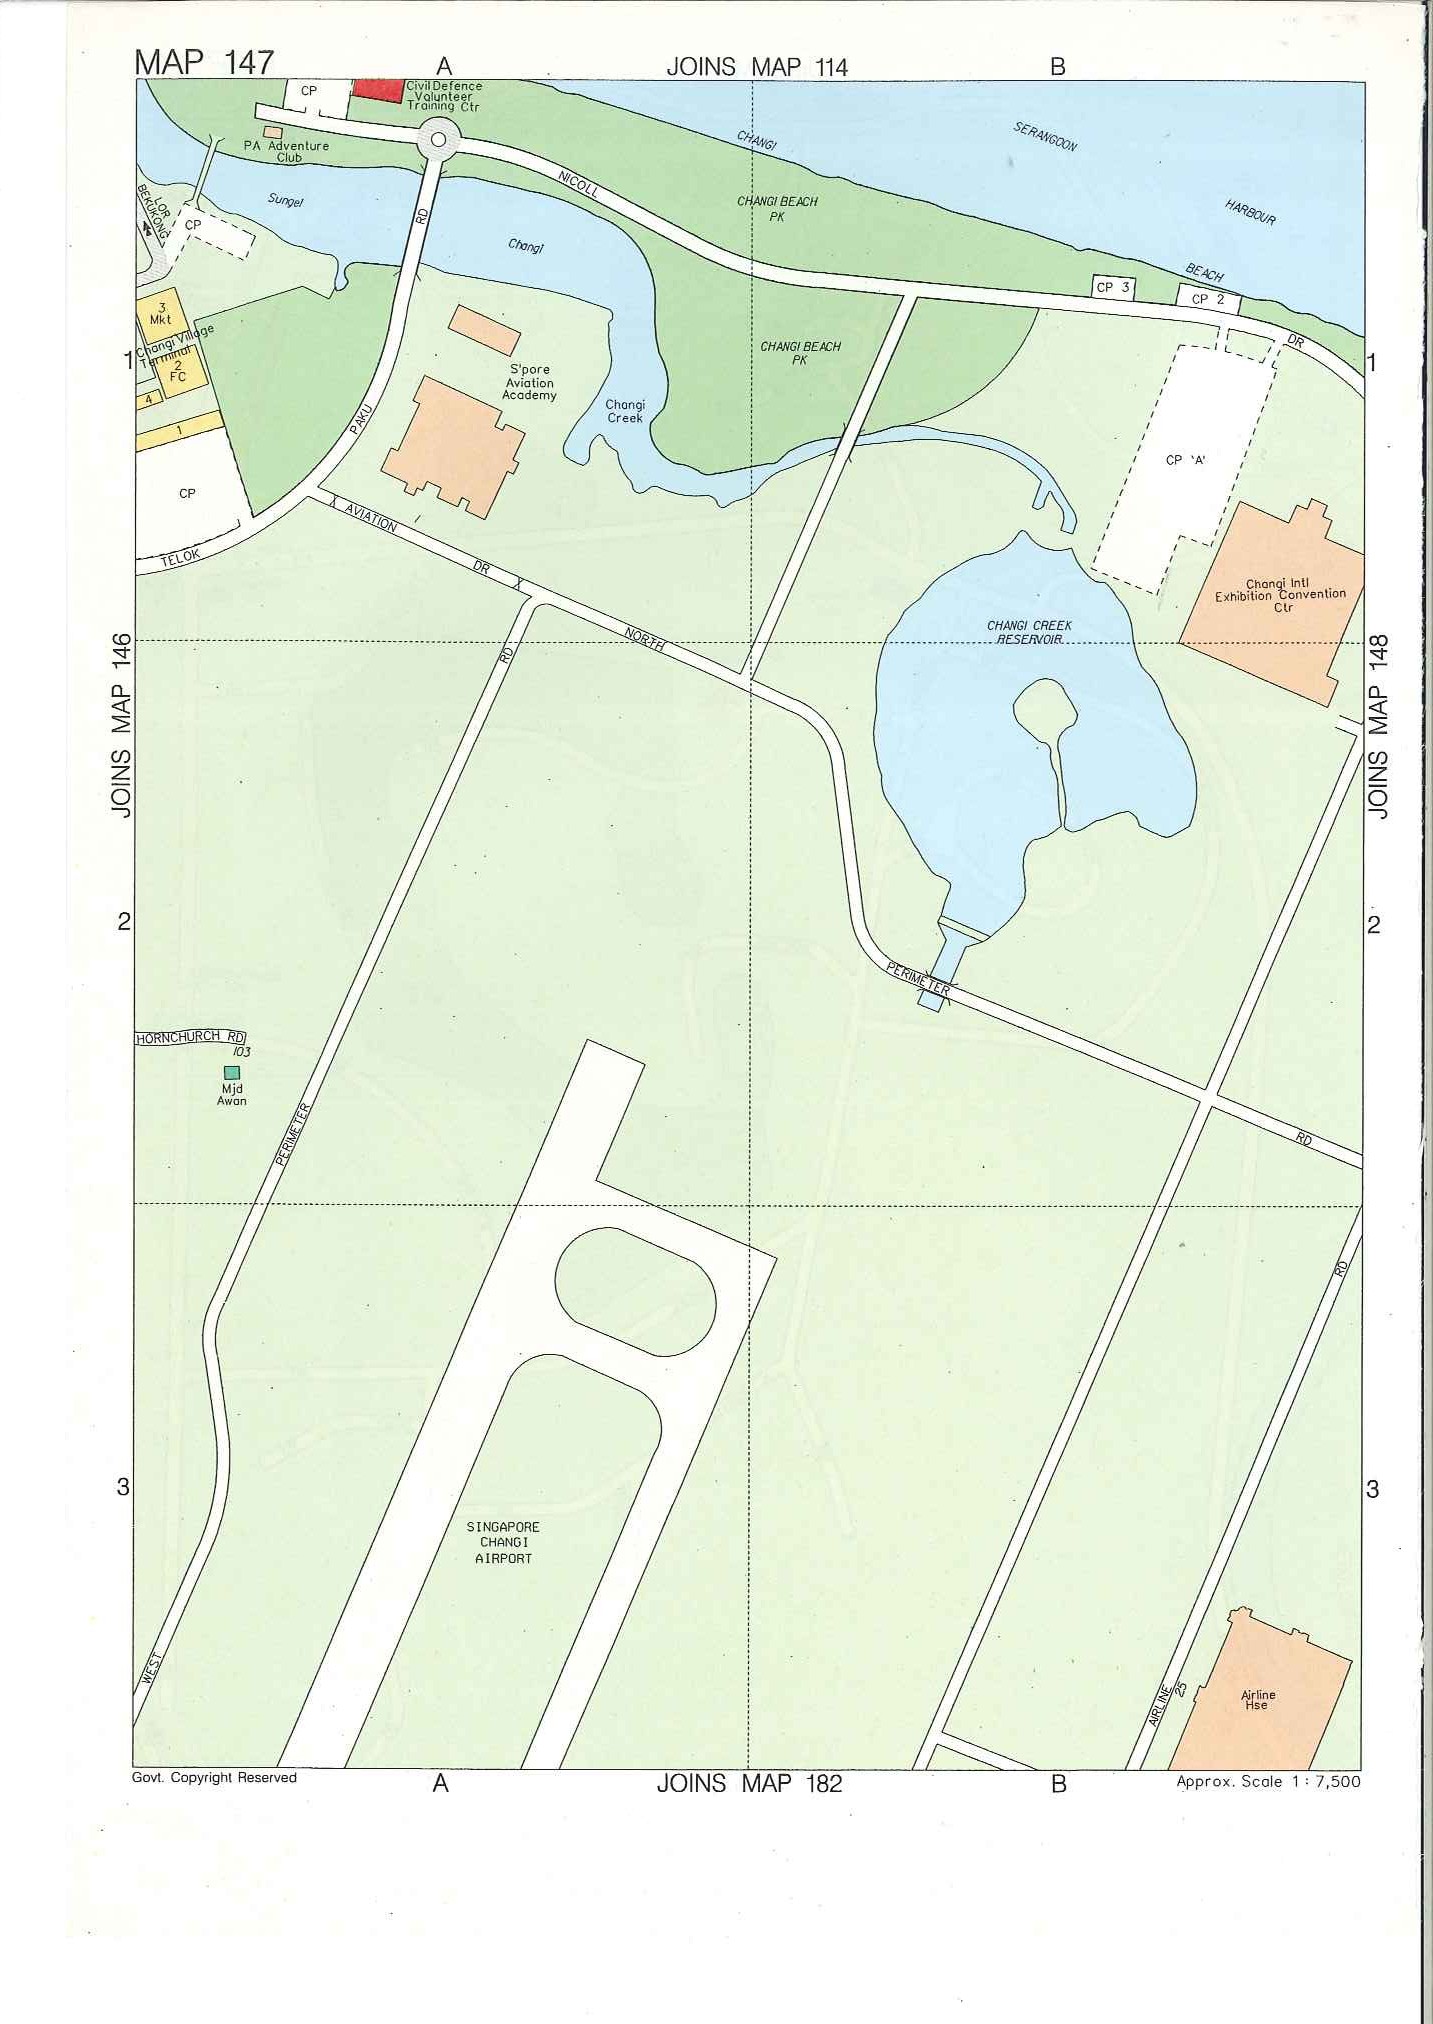 MAP 147
A
JOINS MAP 114
B
CP
Civil Defence
Volunteer
Training Ctr
PA Adventure
Club
CHANGI
SERANGOON
HARBOUR
BEACH
NICOLL
CHANGI BEACH
PK
LOR
BEKUKONG
CP
Sungei
RD
Changi
CP 3
CP 2
DR
3
Mkt
Changi Village
Terminal
2
FC
4
1
1
1
CP
S'pore
Aviation
Academy
CHANGI BEACH
PK
Changi
Creek
PAKU
TELOK
X AVIATION
DR X
CP 'A'
Changi Intl
Exhibition Convention
Ctr
CHANGI CREEK
RESERVOIR
NORTH
RD
JOINS MAP 146
JOINS MAP 148
2
2
PERIMETER
HORNCHURCH RD
103
Mjd
Awan
PERIMETER
RD
RD
3
3
SINGAPORE
CHANGI
AIRPORT
WEST
AIRLINE
25
Airline
Hse
Govt. Copyright Reserved
A
JOINS MAP 182
B
Approx. Scale 1 : 7,500